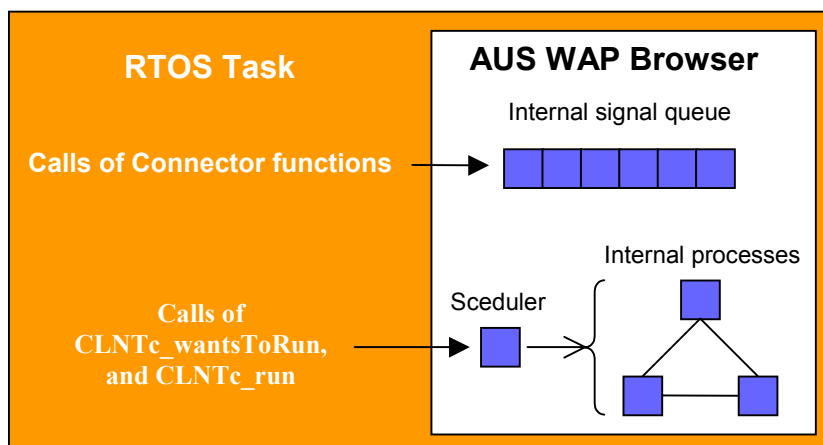 RTOS Task
AUS WAP Browser
Internal signal queue
Calls of Connector functions
Internal processes
Sceduler
Calls of
CLNTc_wantsToRun,
and CLNTc_run